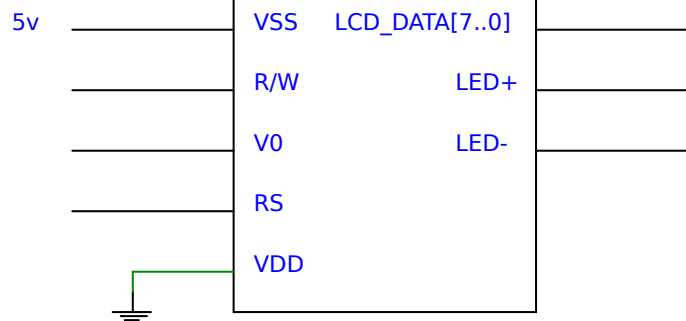 5v VSS LCD_DATA[7..0]
R/W LED+
V0 LED-
RS
VDD